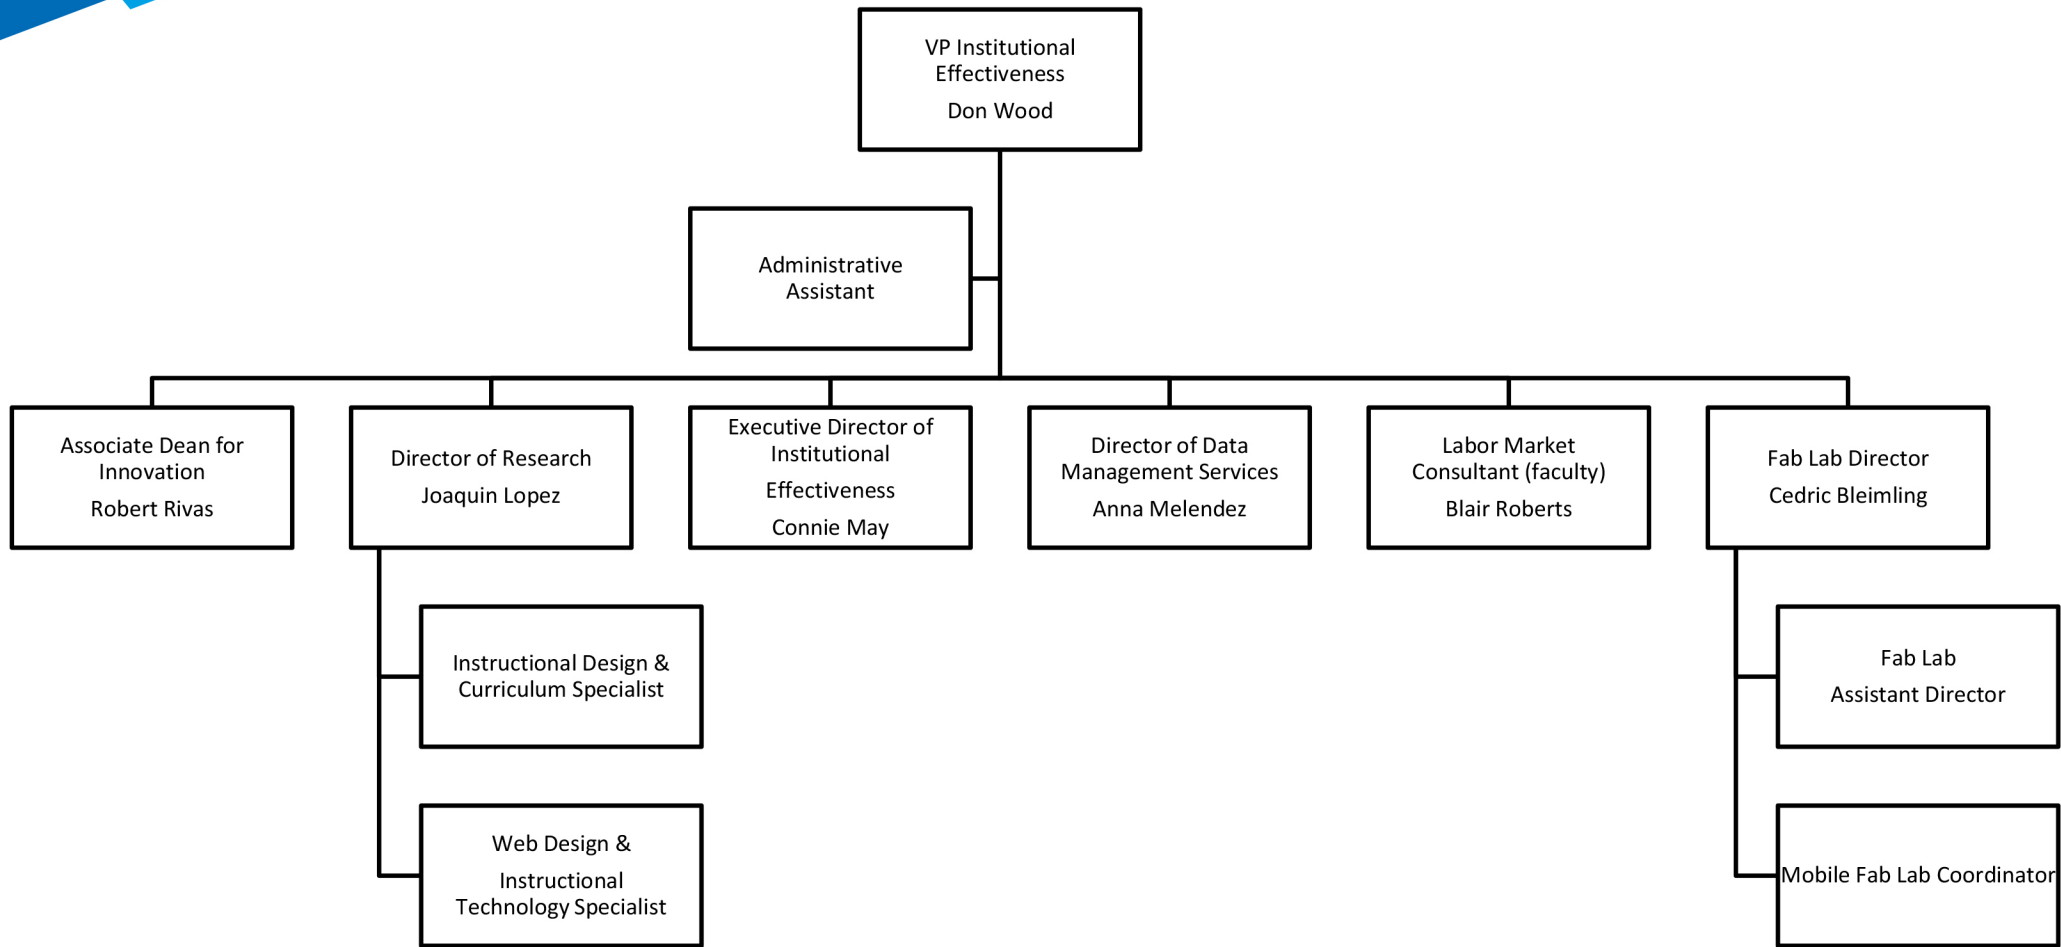 VP Institutional
Effectiveness
Don Wood
Administrative
Assistant
Associate Dean for
Innovation
Robert Rivas
Director of Research
Joaquin Lopez
Executive Director of
Institutional
Effectiveness
Connie May
Director of Data
Management Services
Anna Melendez
Labor Market
Consultant (faculty)
Blair Roberts
Fab Lab Director
Cedric Bleimling
Instructional Design &
Curriculum Specialist
Web Design &
Instructional
Technology Specialist
Fab Lab
Assistant Director
Mobile Fab Lab Coordinator